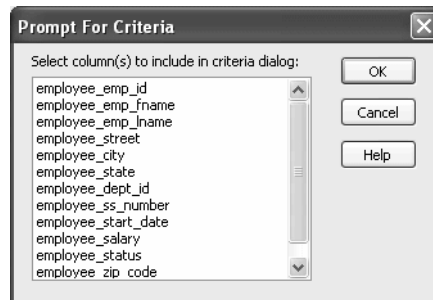 Prompt For Criteria
Select column(s) to include in criteria dialog:
employee_emp_id
employee_emp_fname
employee_emp_lname
employee_street
employee_city
employee_state
employee_dept_id
employee_ss_number
employee_start_date
employee_salary
employee_status
employee_zip_code
OK
Cancel
Help